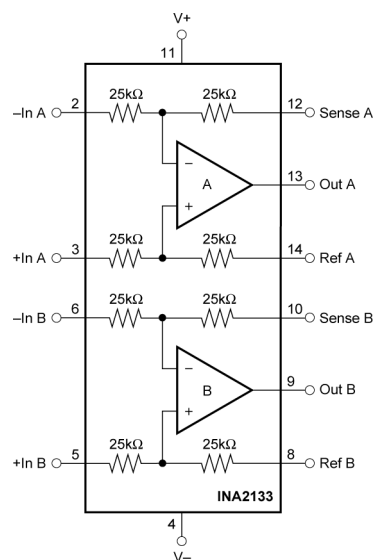 V+
11
25kΩ 25kΩ
–In A 2 12 Sense A
– A 13 Out A
+
25kΩ 25kΩ
+In A 3 14 Ref A
25kΩ 25kΩ
–In B 6 10 Sense B
– B 9 Out B
+
25kΩ 25kΩ
+In B 5 8 Ref B
INA2133
4
V–